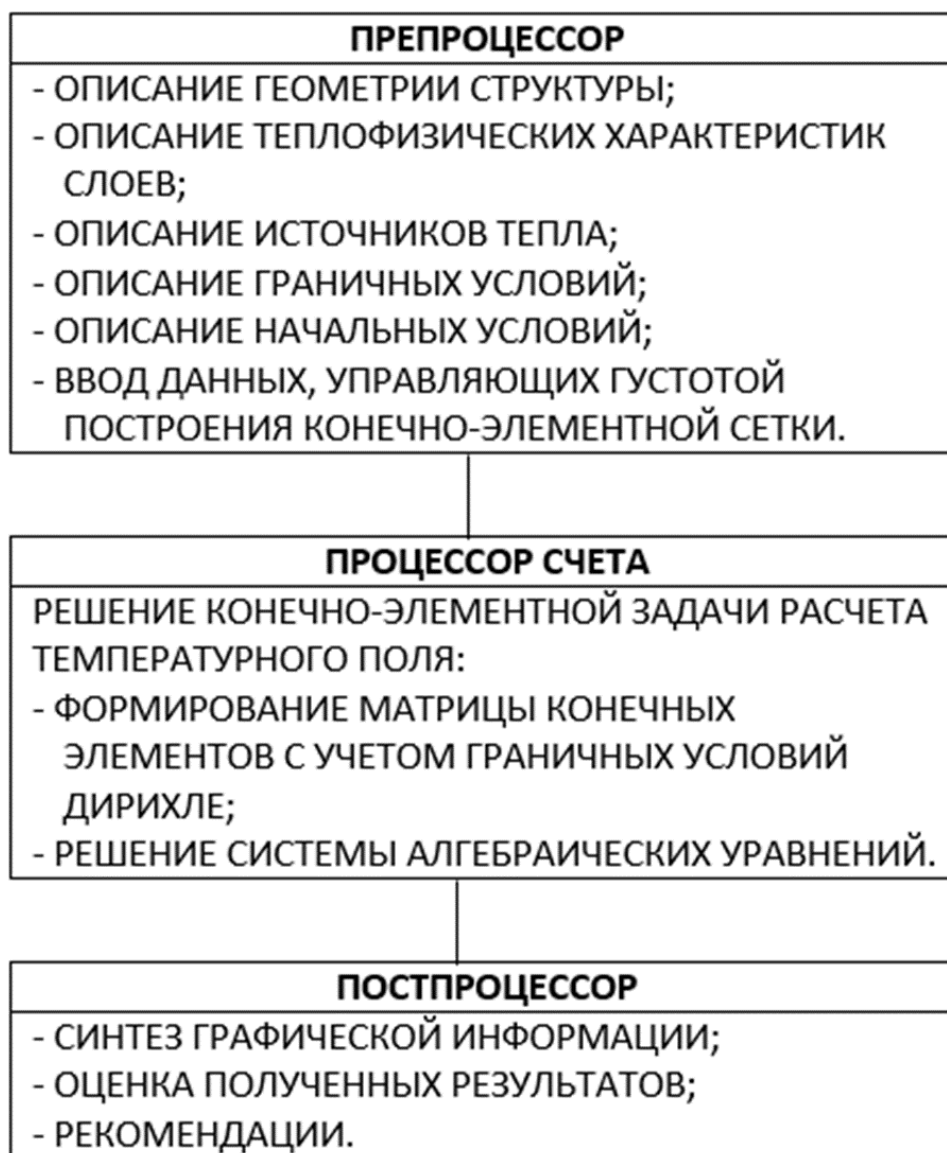 ПРЕПРОЦЕССОР
- ОПИСАНИЕ ГЕОМЕТРИИ СТРУКТУРЫ;
- ОПИСАНИЕ ТЕПЛОФИЗИЧЕСКИХ ХАРАКТЕРИСТИК
СЛОЕВ;
- ОПИСАНИЕ ИСТОЧНИКОВ ТЕПЛА;
- ОПИСАНИЕ ГРАНИЧНЫХ УСЛОВИЙ;
- ОПИСАНИЕ НАЧАЛЬНЫХ УСЛОВИЙ;
- ВВОД ДАННЫХ, УПРАВЛЯЮЩИХ ГУСТОТОЙ
ПОСТРОЕНИЯ КОНЕЧНО-ЭЛЕМЕНТНОЙ СЕТКИ.
ПРОЦЕССОР СЧЕТА
РЕШЕНИЕ КОНЕЧНО-ЭЛЕМЕНТНОЙ ЗАДАЧИ РАСЧЕТА
ТЕМПЕРАТУРНОГО ПОЛЯ:
- ФОРМИРОВАНИЕ МАТРИЦЫ КОНЕЧНЫХ
ЭЛЕМЕНТОВ С УЧЕТОМ ГРАНИЧНЫХ УСЛОВИЙ
ДИРИХЛЕ;
- РЕШЕНИЕ СИСТЕМЫ АЛГЕБРАИЧЕСКИХ УРАВНЕНИЙ.
ПОСТПРОЦЕССОР
- СИНТЕЗ ГРАФИЧЕСКОЙ ИНФОРМАЦИИ;
- ОЦЕНКА ПОЛУЧЕННЫХ РЕЗУЛЬТАТОВ;
- РЕКОМЕНДАЦИИ.